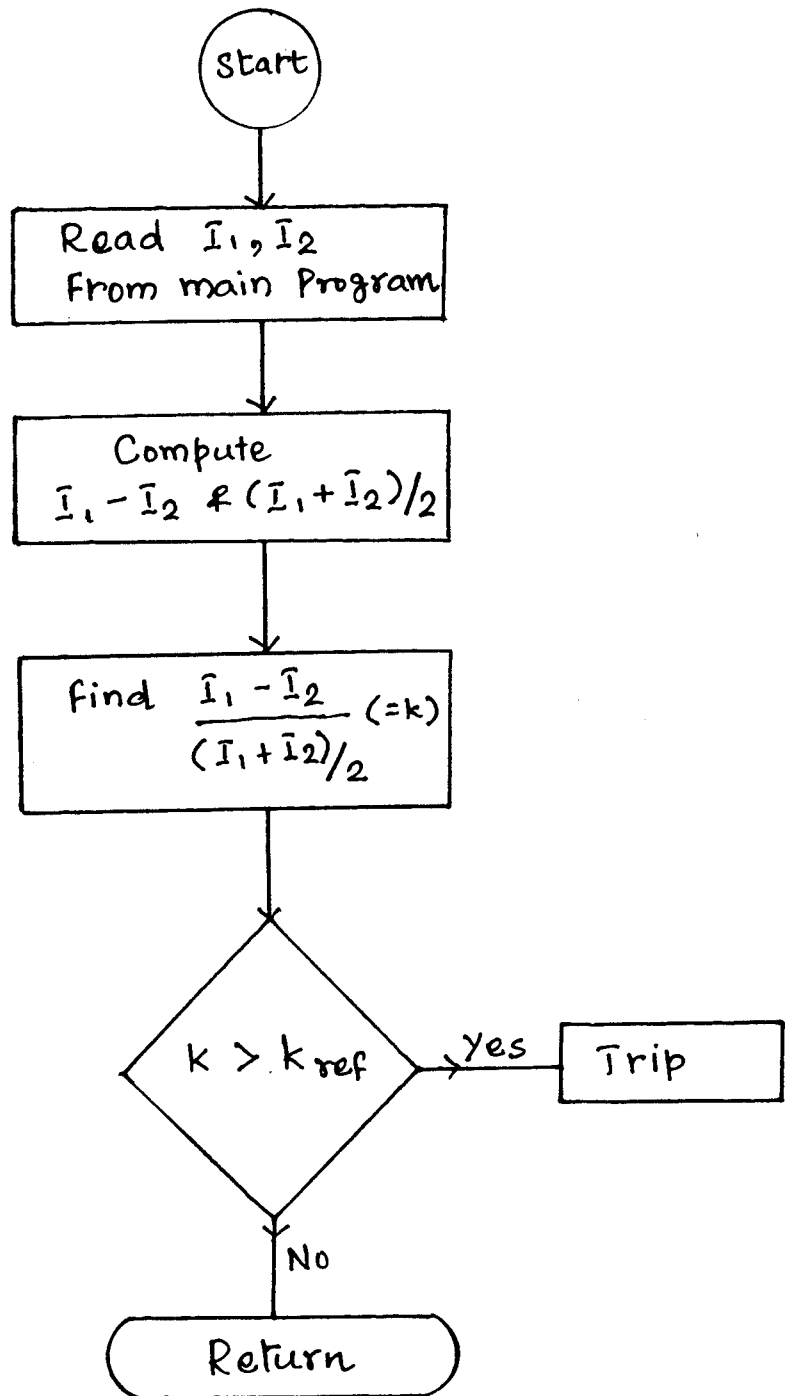 Start
Read I₁, I₂
From main Program
Compute
I₁ - I₂ & (I₁ + I₂)/2
find I₁ - I₂
(=k)
(I₁ + I₂)/2
k > k ref
Yes
Trip
No
Return